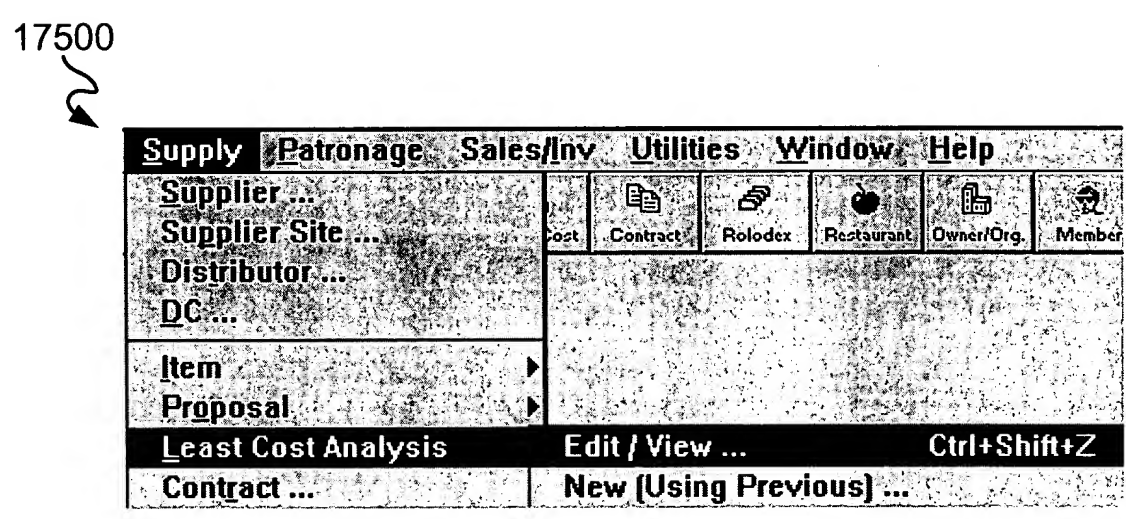 17500
Supply Patronage Sales/Inv Utilities Window Help
Supplier ...
Supplier Site ...
Distributor ...
DC ...
Cost Contract Rolodex Restaurant Owner/Org. Member
Item
Proposal
Least Cost Analysis Edit / View ... Ctrl+Shift+Z
Contract ... New (Using Previous) ...